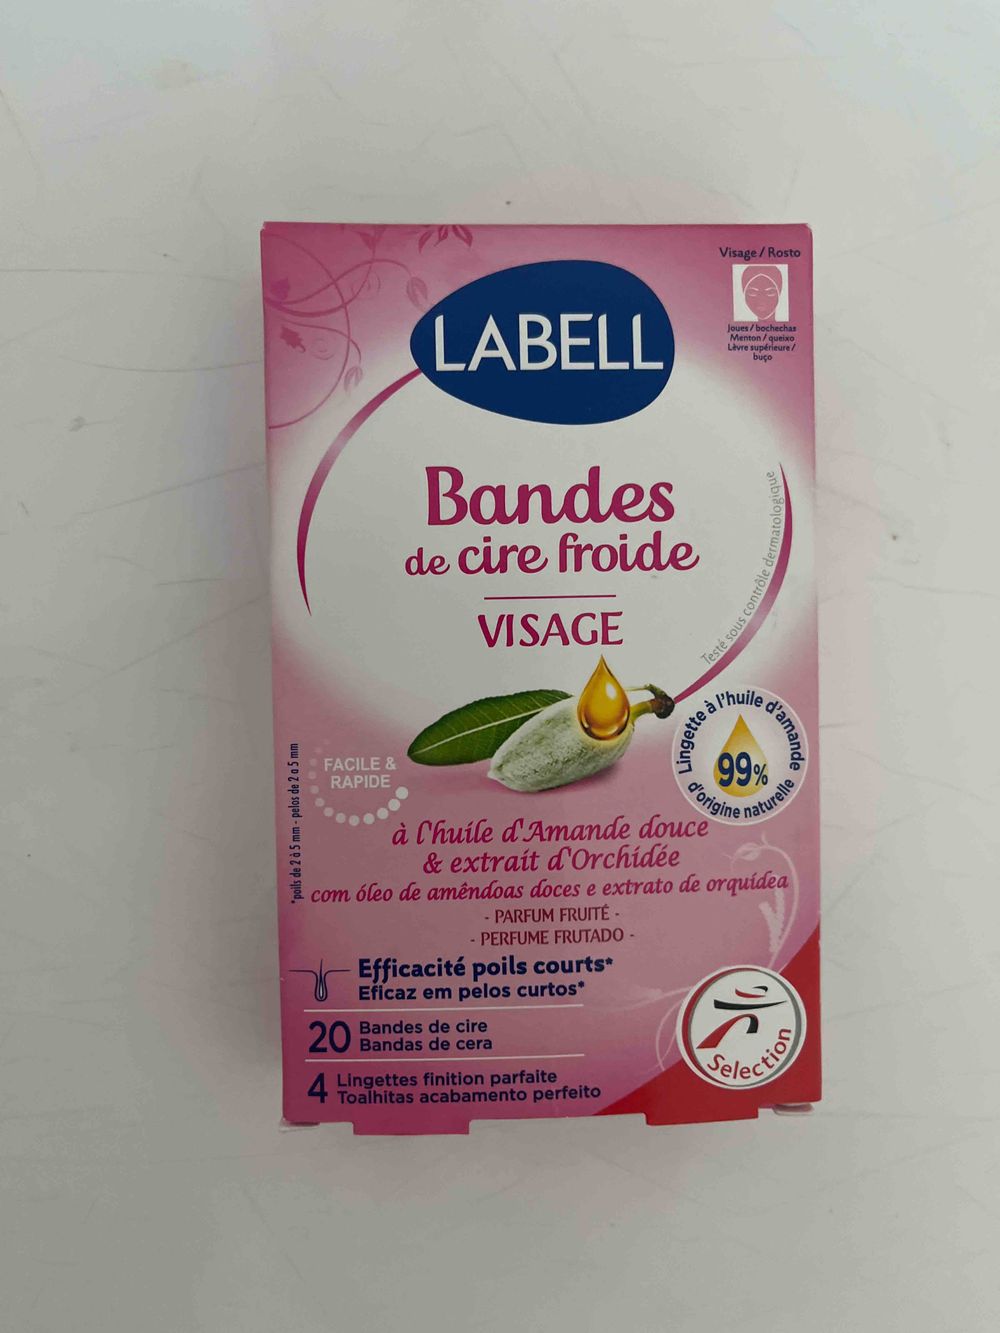 Visage / Rosto
Joues / bochechas
Menton / queixo
Lèvre supérieure /
buço
LABELL
Bandes
de cire froide
VISAGE
Testé sous contrôle dermatologique
Lingette à l'huile d'amande
99%
d'origine naturelle
FACILE &
RAPIDE
*poils de 2 à 5 mm - pelos de 2 a 5 mm
à l'huile d'Amande douce
& extrait d'Orchidée
com óleo de amêndoas doces e extrato de orquídea
- PARFUM FRUITÉ -
- PERFUME FRUTADO -
Efficacité poils courts*
Eficaz em pelos curtos*
20 Bandes de cire
Bandas de cera
4 Lingettes finition parfaite
Toalhitas acabamento perfeito
Selection